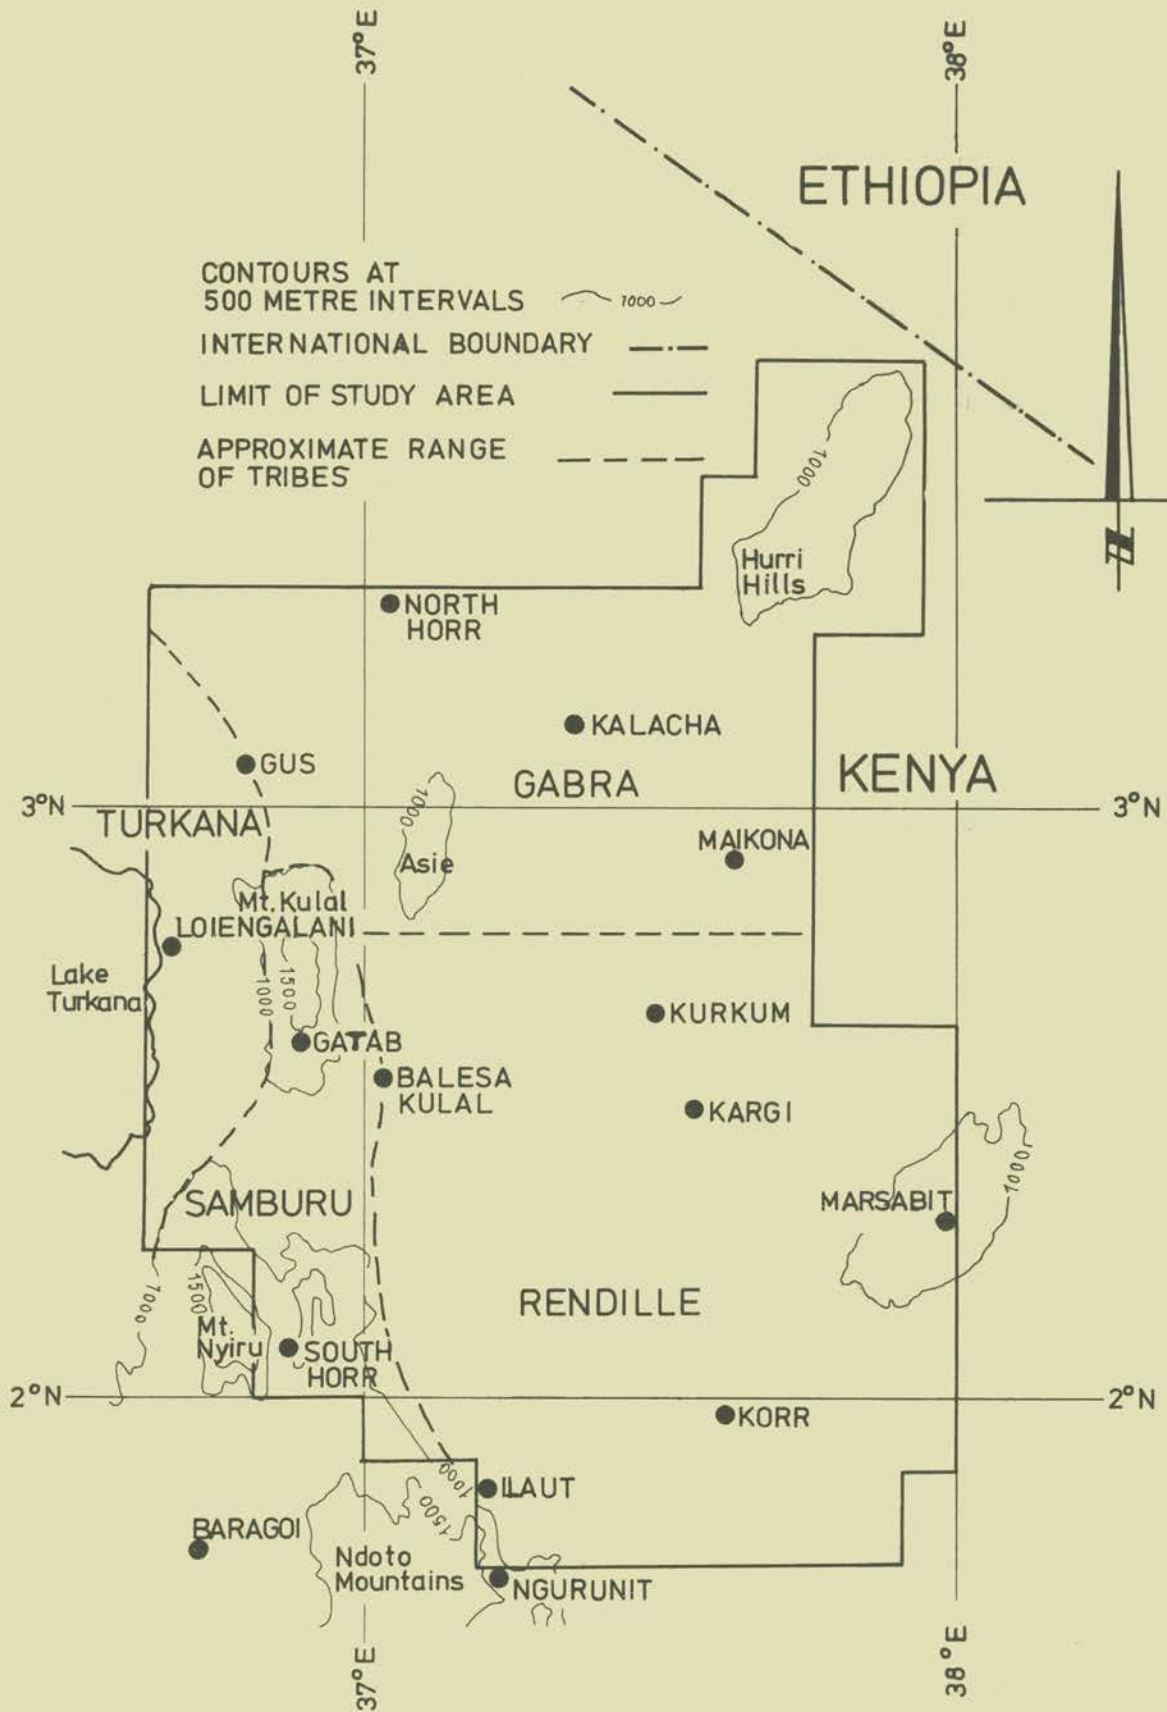 37°E
38°E
ETHIOPIA
CONTOURS AT
500 METRE INTERVALS
1000
INTERNATIONAL BOUNDARY
LIMIT OF STUDY AREA
APPROXIMATE RANGE
OF TRIBES
1000
N
Hurri
Hills
NORTH
HORR
KALACHA
GUS
GABRA
KENYA
3°N
3°N
1000
TURKANA
MAIKONA
Asie
Mt. Kulal
LOIENGALANI
Lake
Turkana
1000
1500
KURKUM
GATAB
BALESA
KULAL
KARGI
1000
SAMBURU
MARSABIT
1000
1500
RENDILLE
Mt.
Nyiru
SOUTH
HORR
2°N
2°N
KORR
1000
ILAUT
1500
BARAGOI
Ndoto
Mountains
NGURUNIT
37°E
38°E